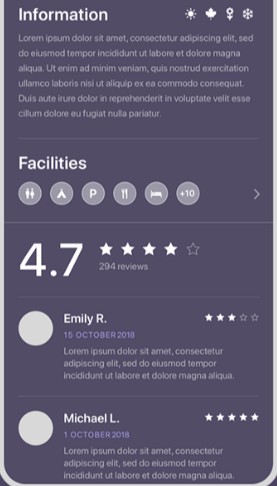 Information
Lorem ipsum dolor sit amet, consectetur adipiscing elit, sed
do eiusmod tempor incididunt ut labore et dolore magna
aliqua. Ut enim ad minim veniam, quis nostrud exercitation
ullamco laboris nisi ut aliquip ex ea commodo consequat.
Duis aute irure dolor in reprehenderit in voluptate velit esse
cillum dolore eu fugiat nulla pariatur.
Facilities
P
+10
4.7
294 reviews
Emily R.
15 OCTOBER 2018
Lorem ipsum dolor sit amet, consectetur
adipiscing elit, sed do eiusmod tempor
incididunt ut labore et dolore magna aliqua.
Michael L.
1 OCTOBER 2018
Lorem ipsum dolor sit amet, consectetur
adipiscing elit, sed do eiusmod tempor
incididunt ut labore et dolore magna aliqua.